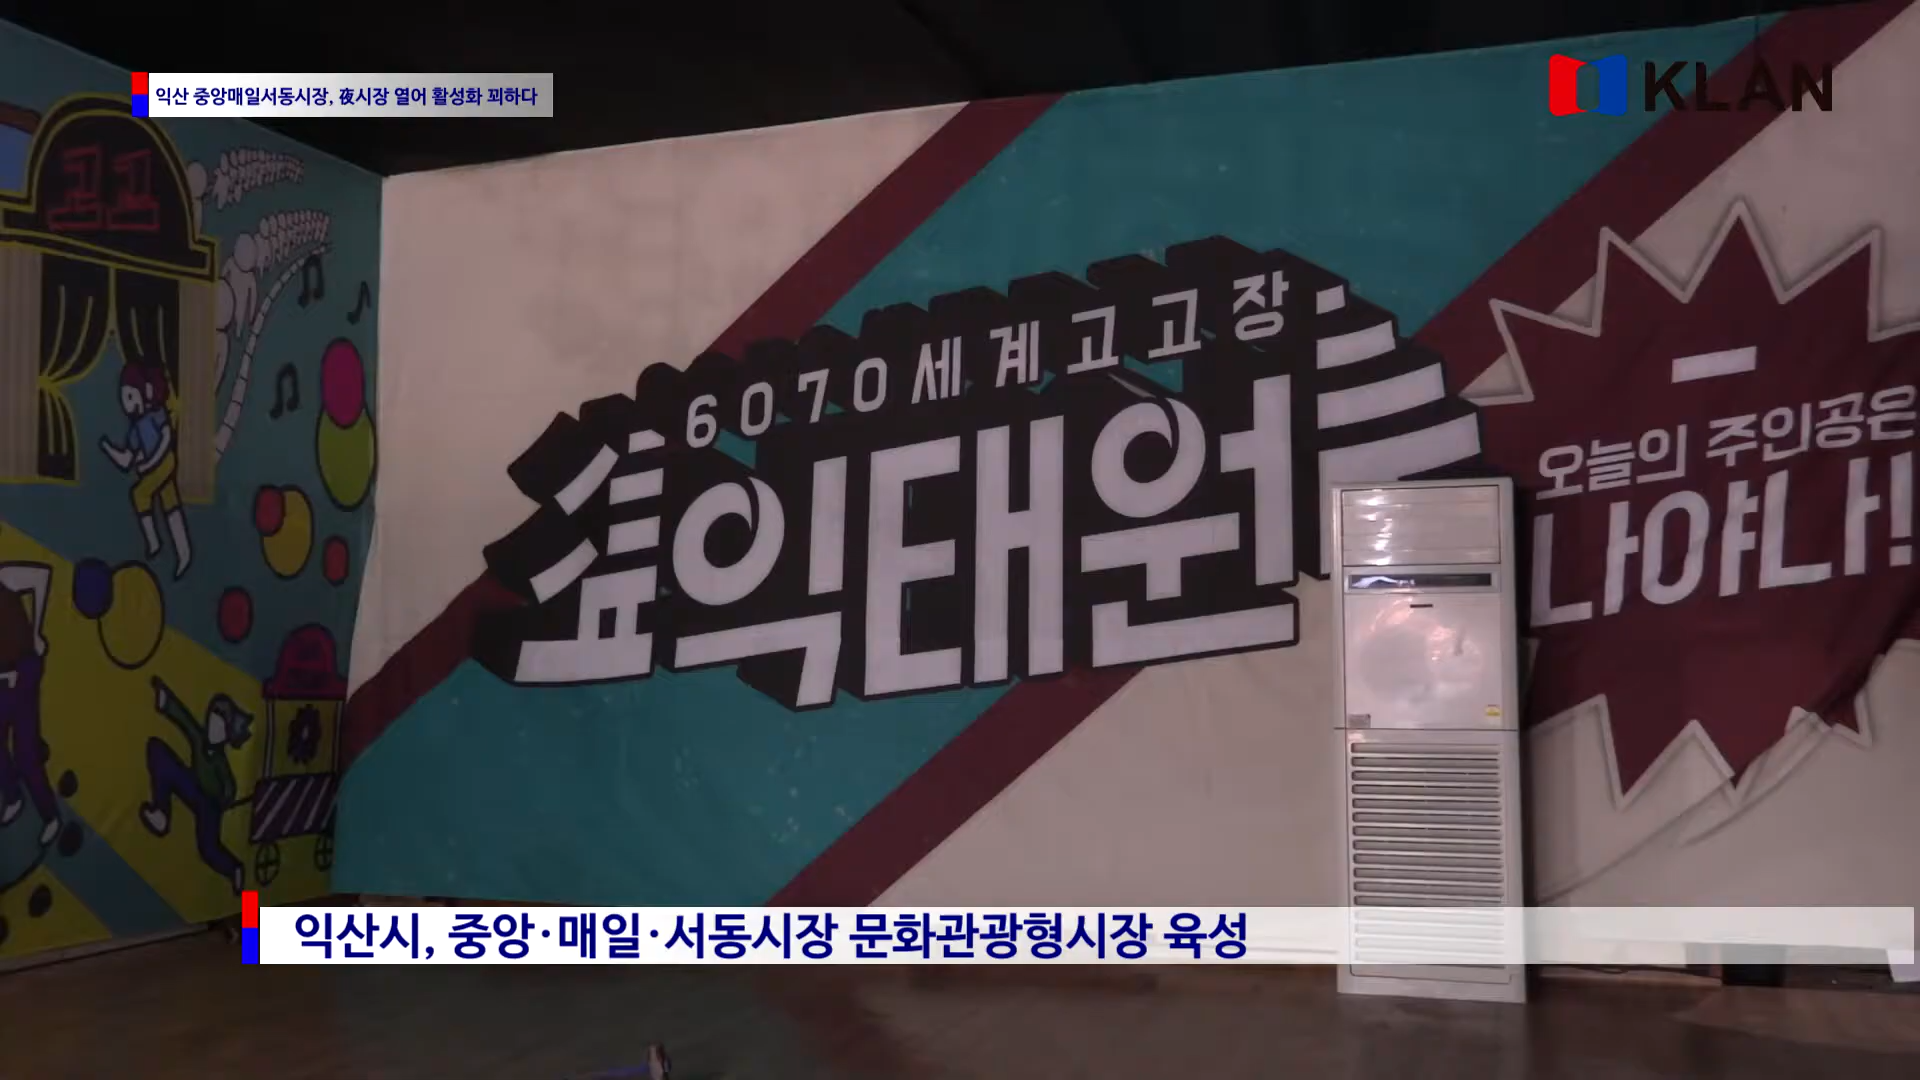 익산 중앙매일서동시장, 夜시장 열어 활성화 꾀하다
KLAN
고고
6070세계고고장
익태원
오늘의 주인공은
나야나!
익산시, 중앙·매일·서동시장 문화관광형시장 육성